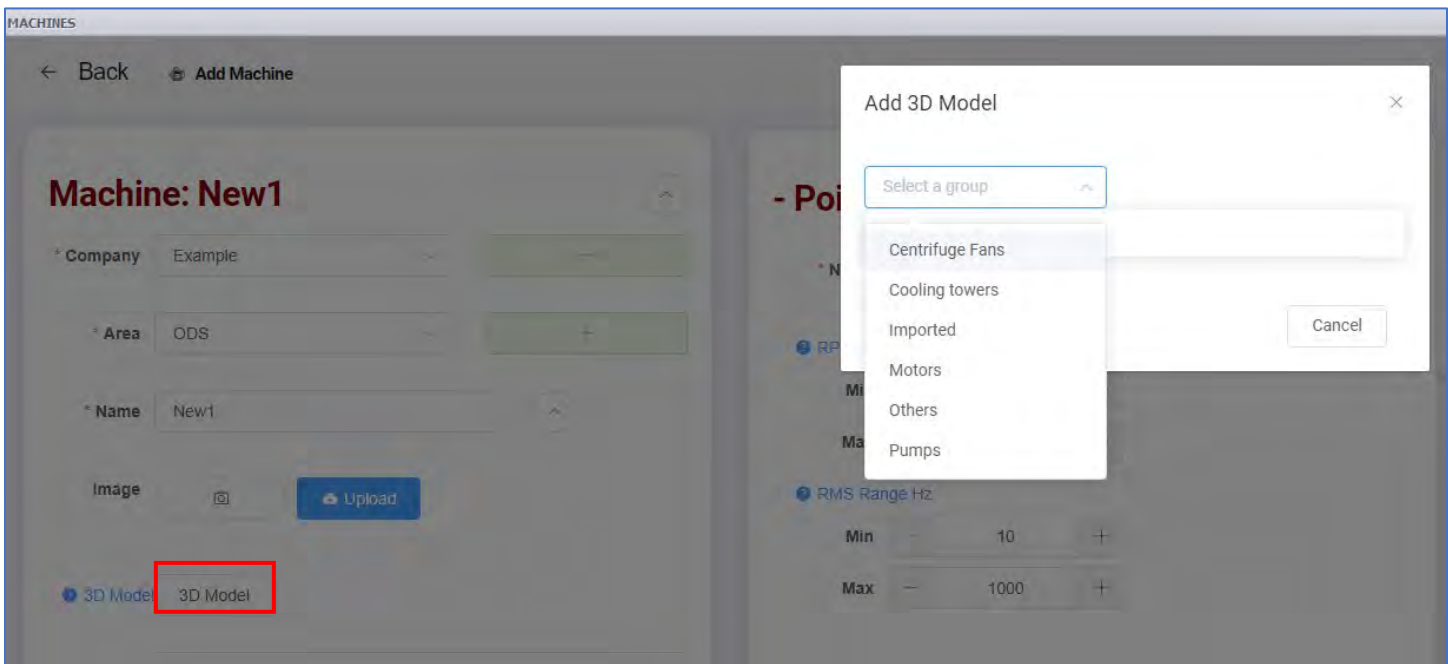 MACHINES
← Back Add Machine
Machine: New1
* Company Example
* Area ODS +
* Name New1
Image Upload
3D Model 3D Model
- Poi
* N
RP
Mi
Ma
RMS Range Hz
Min - 10 +
Max - 1000 +
Add 3D Model ×
Select a group
Centrifuge Fans
Cooling towers
Imported
Motors
Others
Pumps
Cancel